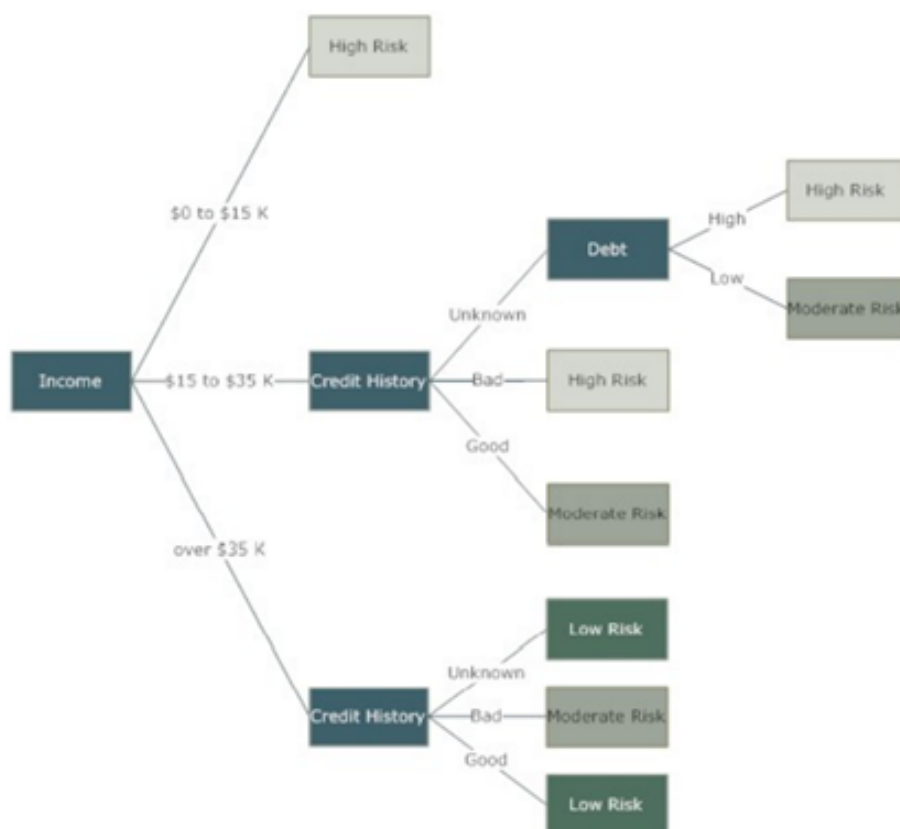 High Risk
$0 to $15 K
High Risk
High
Debt
Low
Moderate Risk
Unknown
Income
$15 to $35 K
Credit History
Bad
High Risk
Good
Moderate Risk
over $35 K
Low Risk
Unknown
Credit History
Bad
Moderate Risk
Good
Low Risk